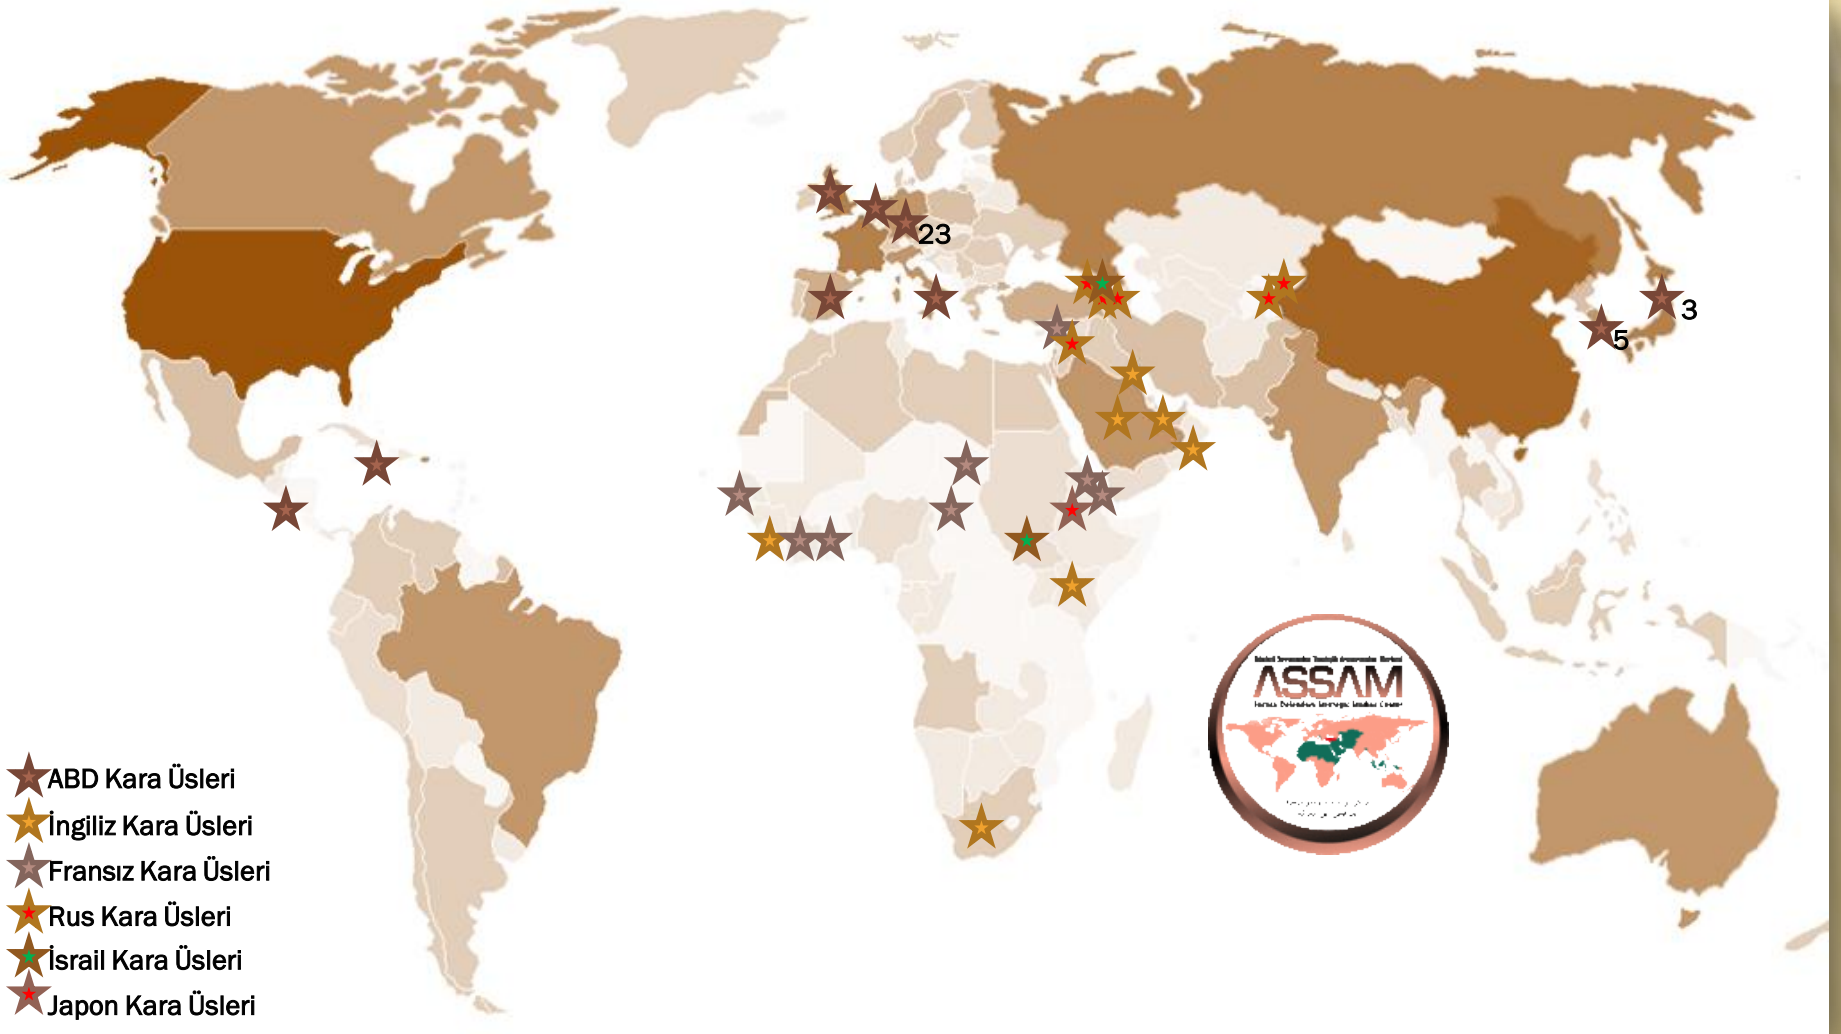 23
3
5
ASSAM
ABD Kara Üsleri
İngiliz Kara Üsleri
Fransız Kara Üsleri
Rus Kara Üsleri
İsrail Kara Üsleri
Japon Kara Üsleri